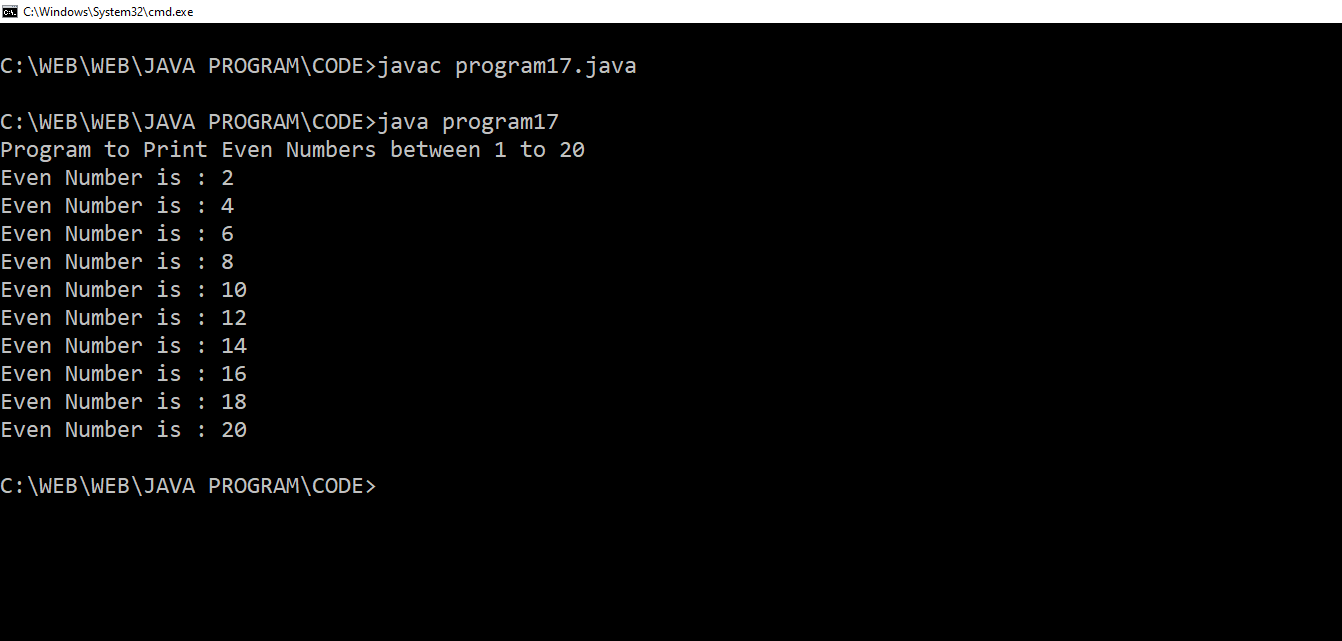 C:\Windows\System32\cmd.exe
C:\WEB\WEB\JAVA PROGRAM\CODE>javac program17.java
C:\WEB\WEB\JAVA PROGRAM\CODE>java program17
Program to Print Even Numbers between 1 to 20
Even Number is : 2
Even Number is : 4
Even Number is : 6
Even Number is : 8
Even Number is : 10
Even Number is : 12
Even Number is : 14
Even Number is : 16
Even Number is : 18
Even Number is : 20
C:\WEB\WEB\JAVA PROGRAM\CODE>